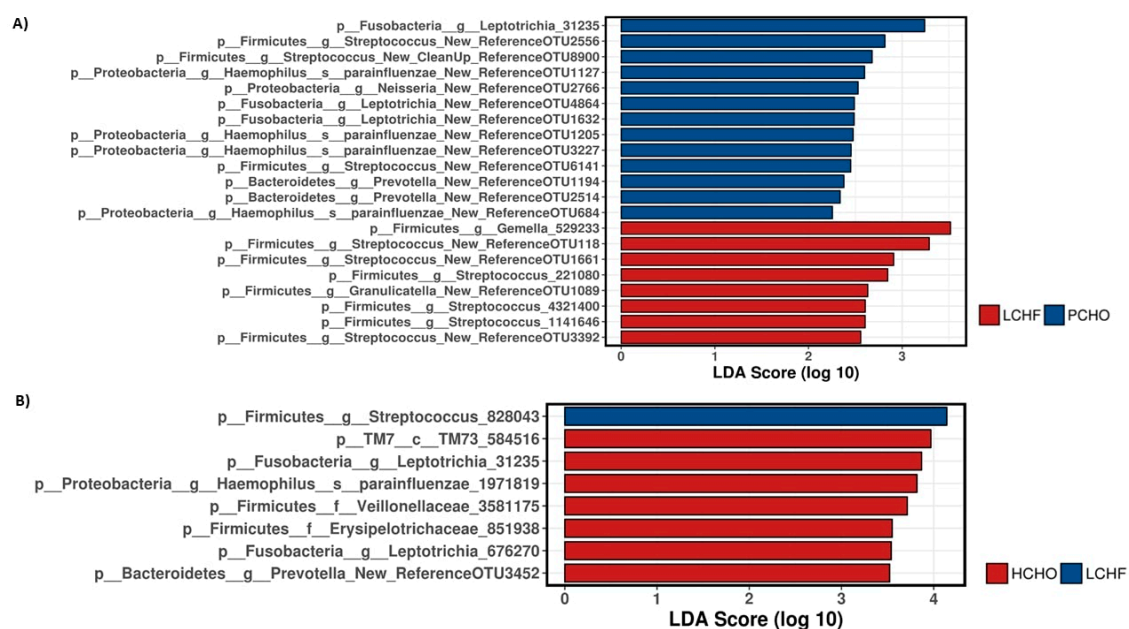 A)
p__Fusobacteria__g__Leptotrichia_31235
p__Firmicutes__g__Streptococcus_New_ReferenceOTU2556
p__Firmicutes__g__Streptococcus_New_CleanUp_ReferenceOTU8900
p__Proteobacteria__g__Haemophilus__s__parainfluenzae_New_ReferenceOTU1127
p__Proteobacteria__g__Neisseria_New_ReferenceOTU2766
p__Fusobacteria__g__Leptotrichia_New_ReferenceOTU4864
p__Fusobacteria__g__Leptotrichia_New_ReferenceOTU1632
p__Proteobacteria__g__Haemophilus__s__parainfluenzae_New_ReferenceOTU1205
p__Proteobacteria__g__Haemophilus__s__parainfluenzae_New_ReferenceOTU3227
p__Firmicutes__g__Streptococcus_New_ReferenceOTU6141
p__Bacteroidetes__g__Prevotella_New_ReferenceOTU1194
p__Bacteroidetes__g__Prevotella_New_ReferenceOTU2514
p__Proteobacteria__g__Haemophilus__s__parainfluenzae_New_ReferenceOTU684
p__Firmicutes__g__Gemella_529233
p__Firmicutes__g__Streptococcus_New_ReferenceOTU118
p__Firmicutes__g__Streptococcus_New_ReferenceOTU1661
p__Firmicutes__g__Streptococcus_221080
p__Firmicutes__g__Granulicatella_New_ReferenceOTU1089
p__Firmicutes__g__Streptococcus_4321400
p__Firmicutes__g__Streptococcus_1141646
p__Firmicutes__g__Streptococcus_New_ReferenceOTU3392
0 1 2 3
LDA Score (log 10)
LCHF PCHO
B)
p__Firmicutes__g__Streptococcus_828043
p__TM7__c__TM73_584516
p__Fusobacteria__g__Leptotrichia_31235
p__Proteobacteria__g__Haemophilus__s__parainfluenzae_1971819
p__Firmicutes__f__Veillonellaceae_3581175
p__Firmicutes__f__Erysipelotrichaceae_851938
p__Fusobacteria__g__Leptotrichia_676270
p__Bacteroidetes__g__Prevotella_New_ReferenceOTU3452
0 1 2 3 4
LDA Score (log 10)
HCHO LCHF